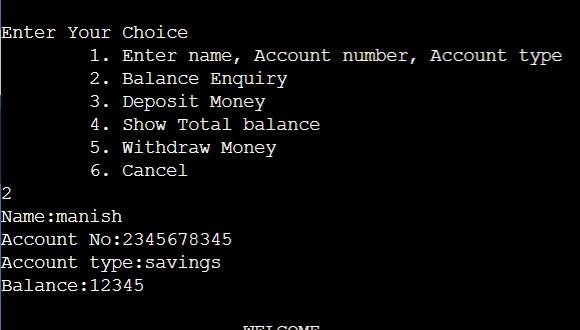 Enter Your Choice
1. Enter name, Account number, Account type
2. Balance Enquiry
3. Deposit Money
4. Show Total balance
5. Withdraw Money
6. Cancel
2
Name:manish
Account No:2345678345
Account type:savings
Balance:12345
WELCOME